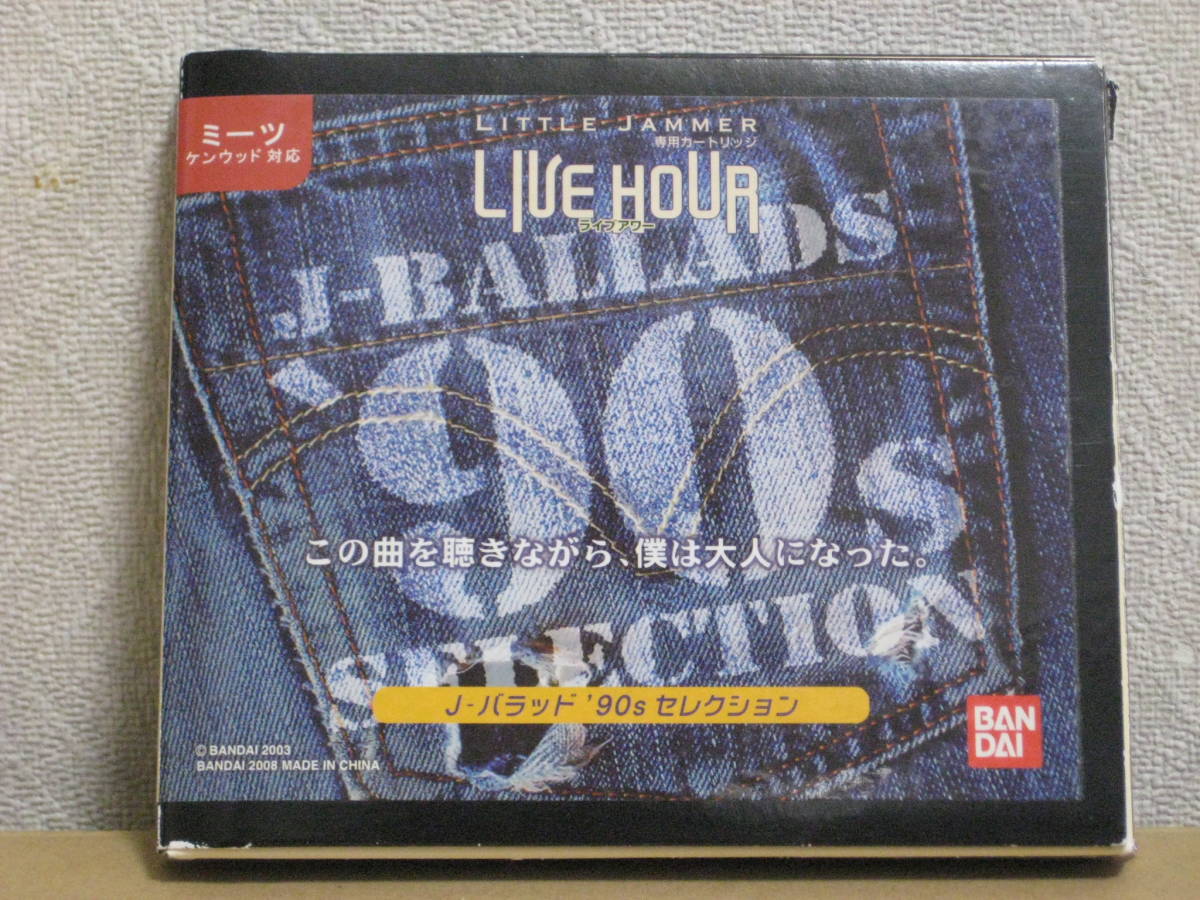 ミーツ
ケンウッド 対応
LITTLE JAMMER
専用カートリッジ
LIVE HOUR
ライブアワー
J-BALLADS
'90s
SELECTION
この曲を聴きながら、僕は大人になった。
J-バラッド '90s セレクション
© BANDAI 2003
BANDAI 2008 MADE IN CHINA
BAN
DAI